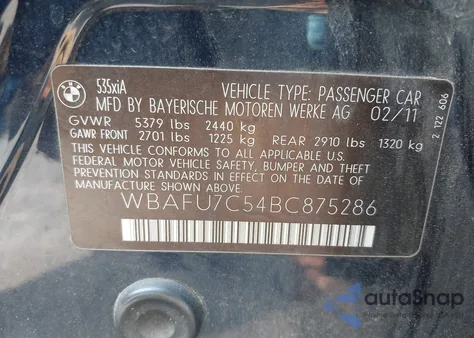 BMW
535xiA
VEHICLE TYPE: PASSENGER CAR
MFD BY BAYERISCHE MOTOREN WERKE AG 02/11
GVWR 5379 lbs 2440 kg
GAWR FRONT 2701 lbs 1225 kg REAR 2910 lbs 1320 kg
THIS VEHICLE CONFORMS TO ALL APPLICABLE U.S.
FEDERAL MOTOR VEHICLE SAFETY, BUMPER AND THEFT
PREVENTION STANDARDS IN EFFECT ON THE DATE OF
MANUFACTURE SHOWN ABOVE.
WBAFU7C54BC875286
2 122 606
autoSnap